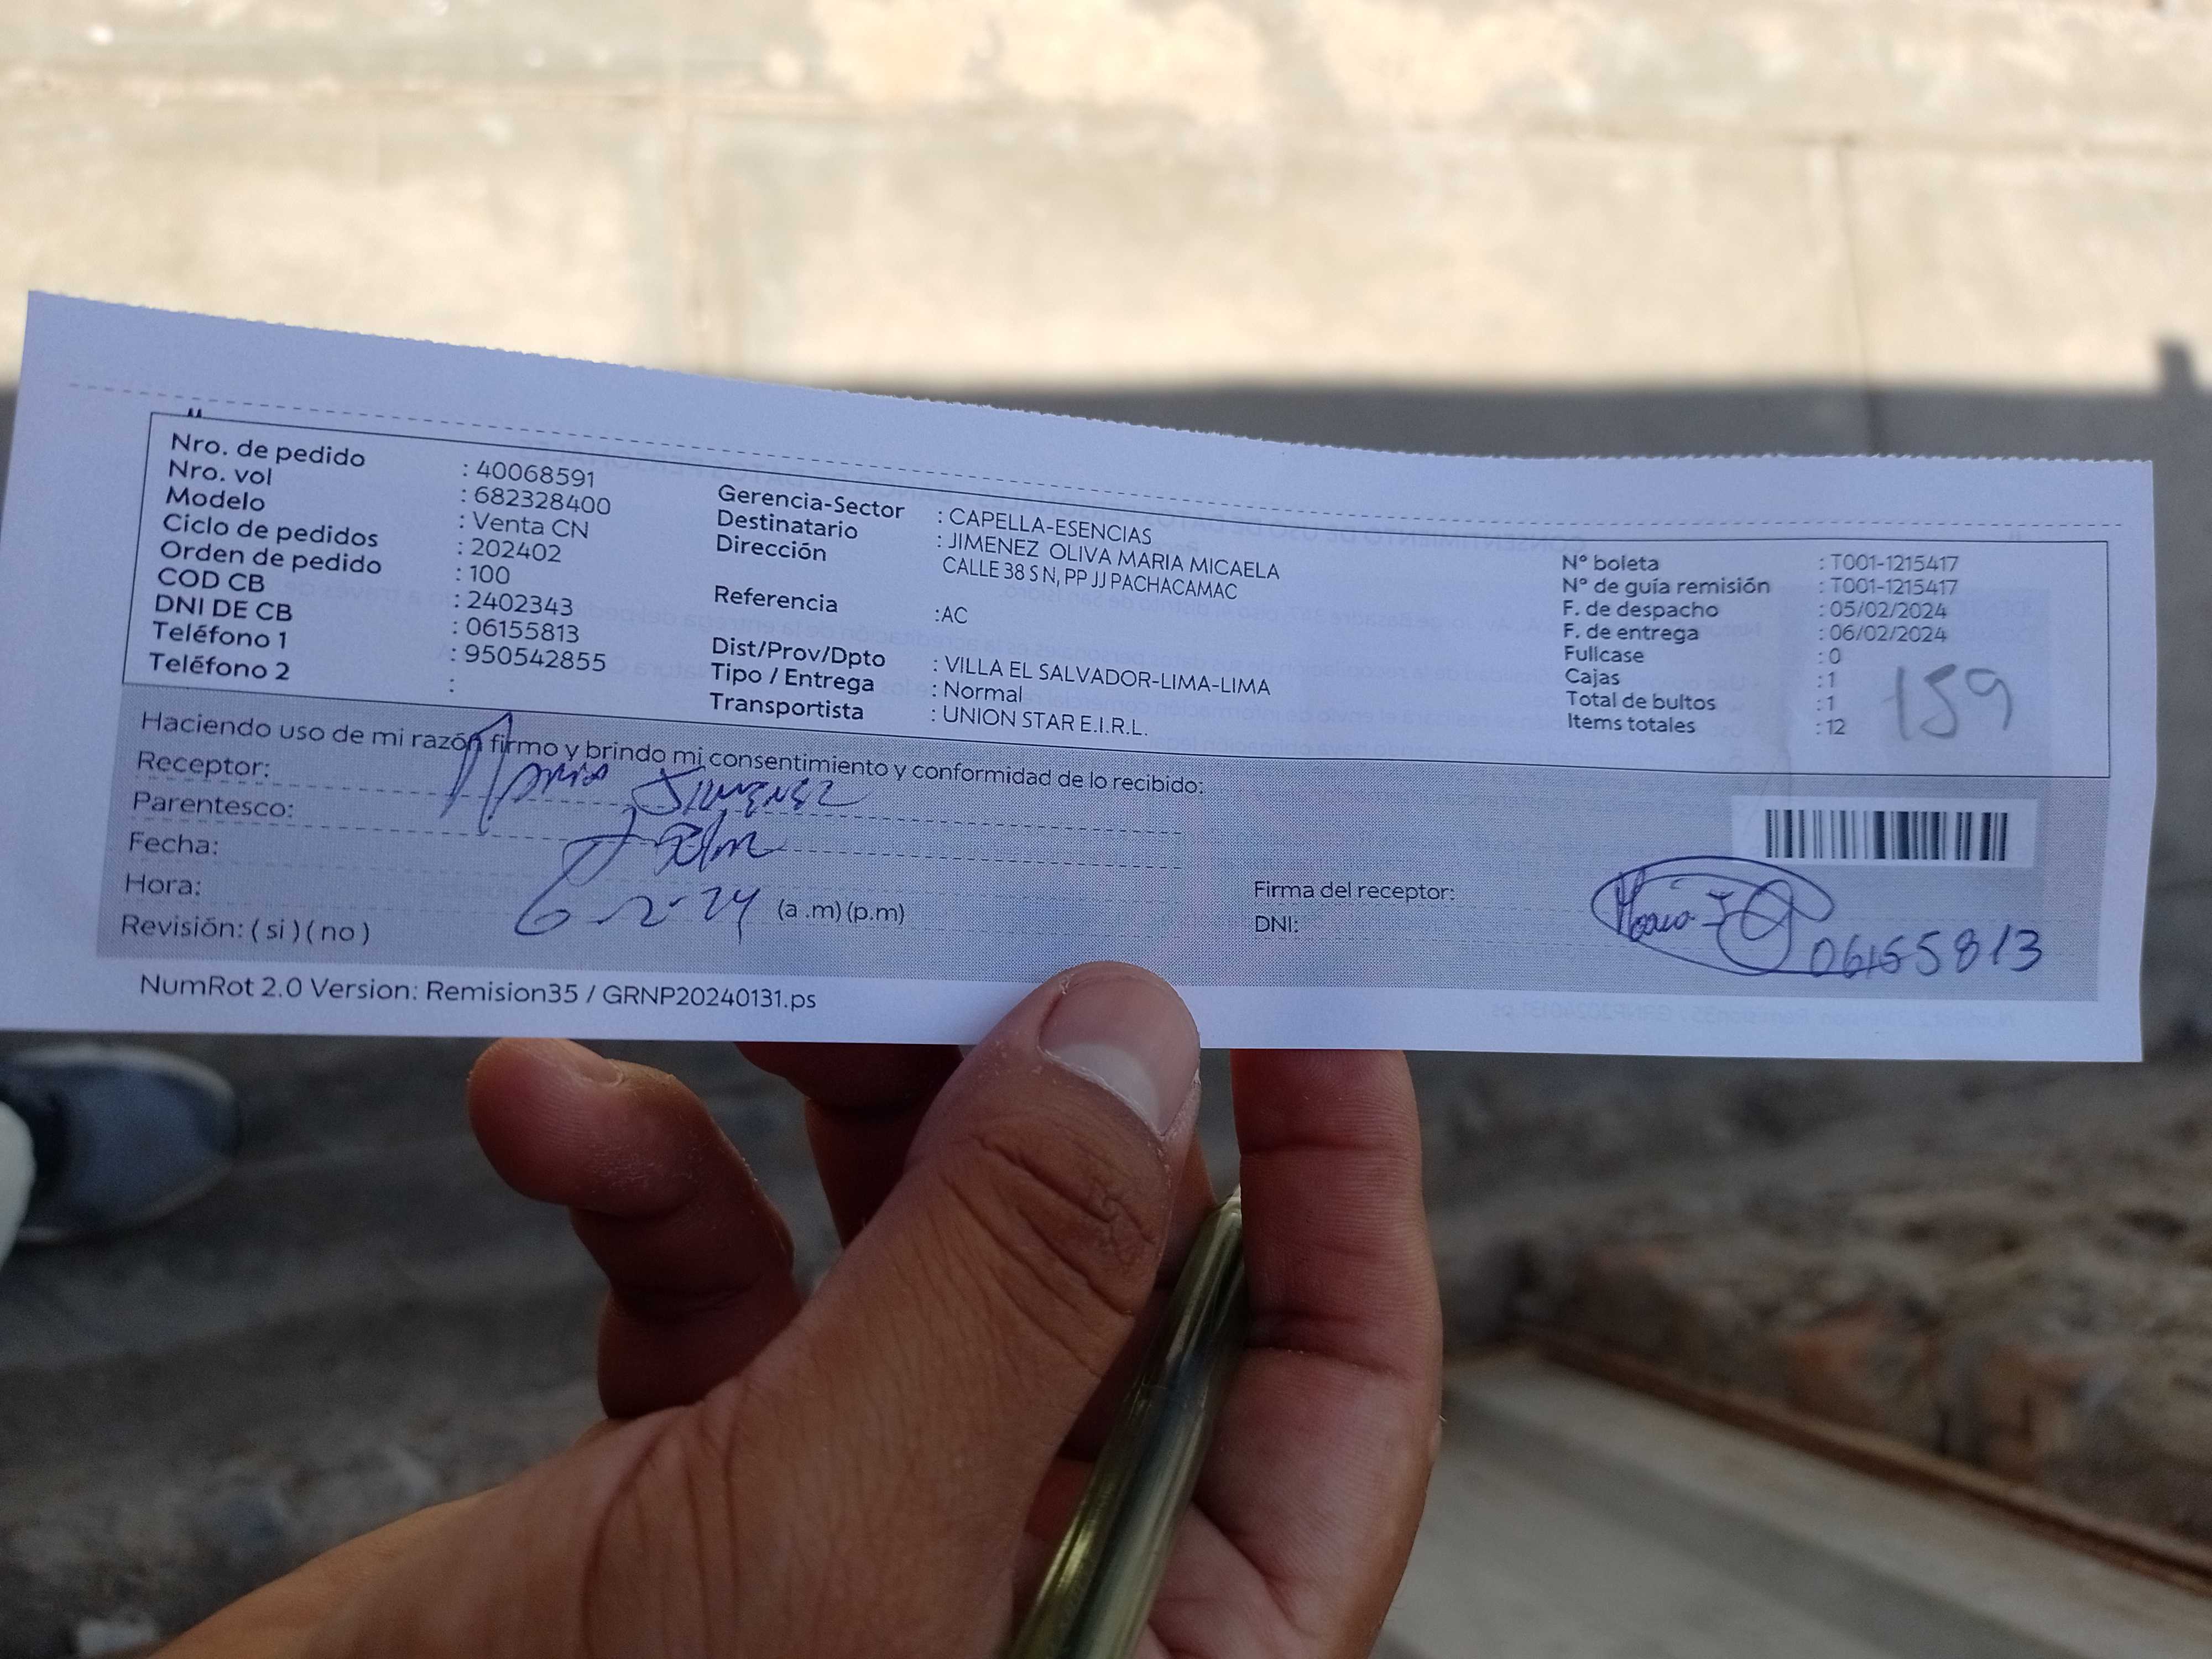 Nro. de pedido : 40068591
Nro. vol : 682328400
Modelo : Venta CN
Ciclo de pedidos : 202402
Orden de pedido : 100
COD CB : 2402343
DNI DE CB : 06155813
Teléfono 1 : 950542855
Teléfono 2 :
Gerencia-Sector : CAPELLA-ESENCIAS
Destinatario : JIMENEZ OLIVA MARIA MICAELA
Dirección CALLE 38 S N, PP JJ PACHACAMAC
Referencia :AC
Dist/Prov/Dpto : VILLA EL SALVADOR-LIMA-LIMA
Tipo / Entrega : Normal
Transportista : UNION STAR E.I.R.L.
N° boleta : T001-1215417
N° de guía remisión : T001-1215417
F. de despacho : 05/02/2024
F. de entrega : 06/02/2024
Fullcase : 0
Cajas : 1
Total de bultos : 1
Items totales : 12
159
Haciendo uso de mi razón firmo y brindo mi consentimiento y conformidad de lo recibido:
Receptor: Maria Jimenez
Parentesco:
Fecha:
Hora: 6-2-24 (a .m) (p.m)
Revisión: ( si ) ( no )
Firma del receptor: Maria J
DNI: 06155813
NumRot 2.0 Version: Remision35 / GRNP20240131.ps